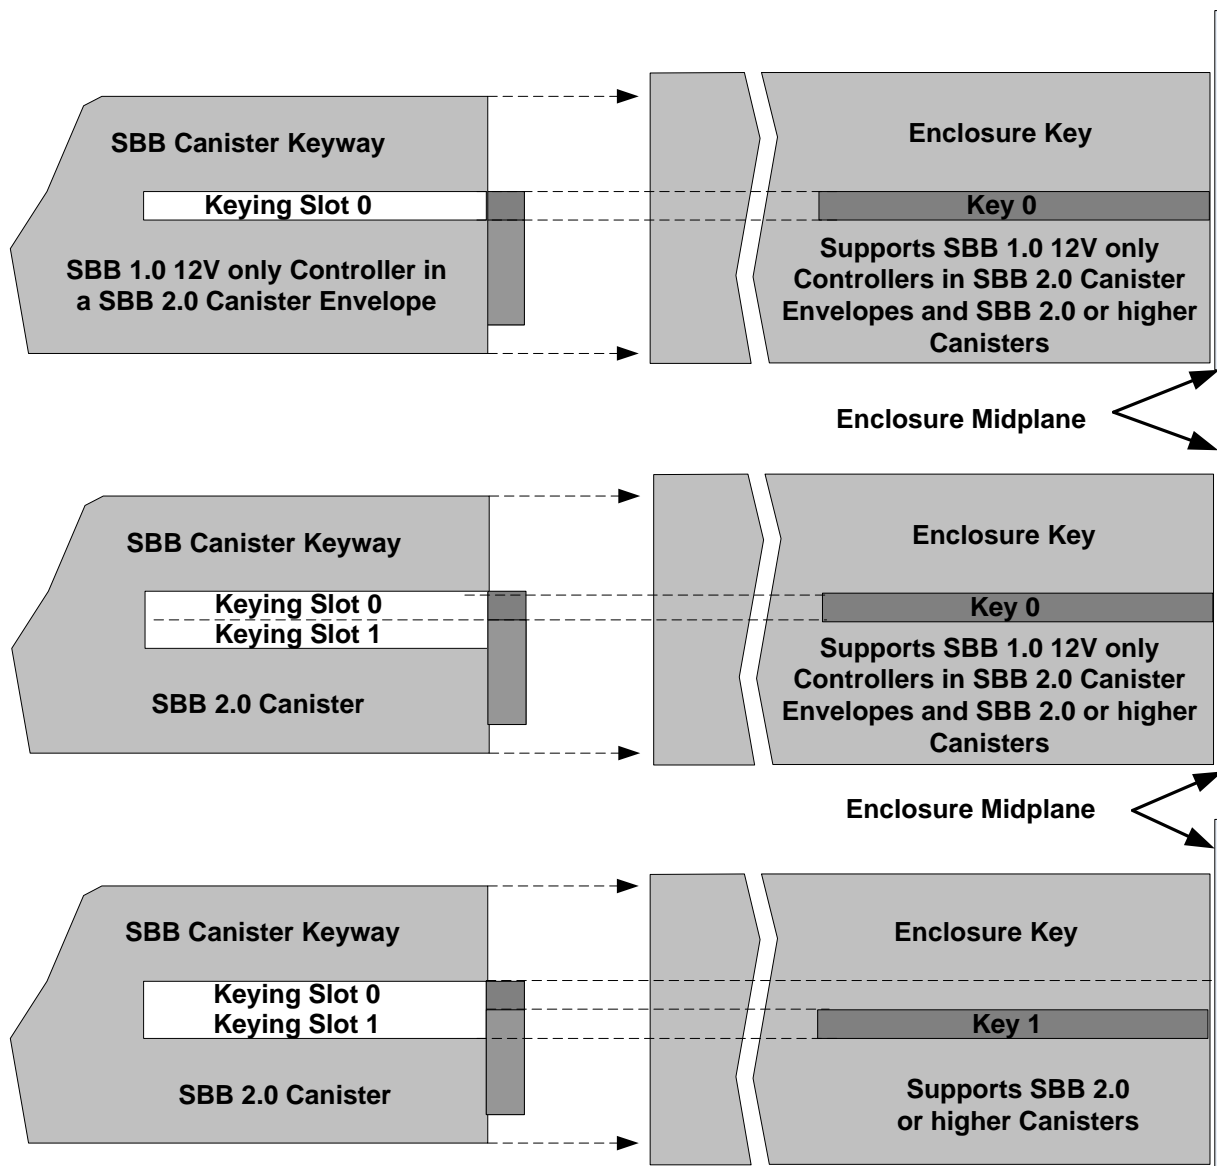 SBB Canister Keyway
Keying Slot 0
SBB 1.0 12V only Controller in
a SBB 2.0 Canister Envelope
Enclosure Key
Key 0
Supports SBB 1.0 12V only
Controllers in SBB 2.0 Canister
Envelopes and SBB 2.0 or higher
Canisters
Enclosure Midplane
SBB Canister Keyway
Keying Slot 0
Keying Slot 1
SBB 2.0 Canister
Enclosure Key
Key 0
Supports SBB 1.0 12V only
Controllers in SBB 2.0 Canister
Envelopes and SBB 2.0 or higher
Canisters
Enclosure Midplane
SBB Canister Keyway
Keying Slot 0
Keying Slot 1
SBB 2.0 Canister
Enclosure Key
Key 1
Supports SBB 2.0
or higher Canisters